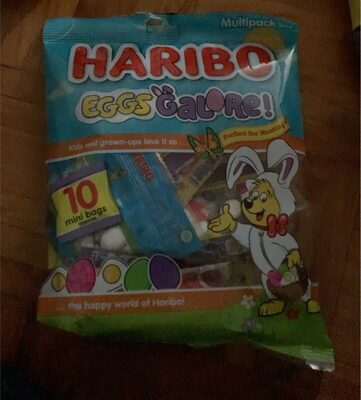 Multipack
HARIBO
EGGS GALORE!
Kids and grown-ups love it so ...
Perfect for Hunting!
HARIBO
10
mini bags
... the happy world of Haribo!